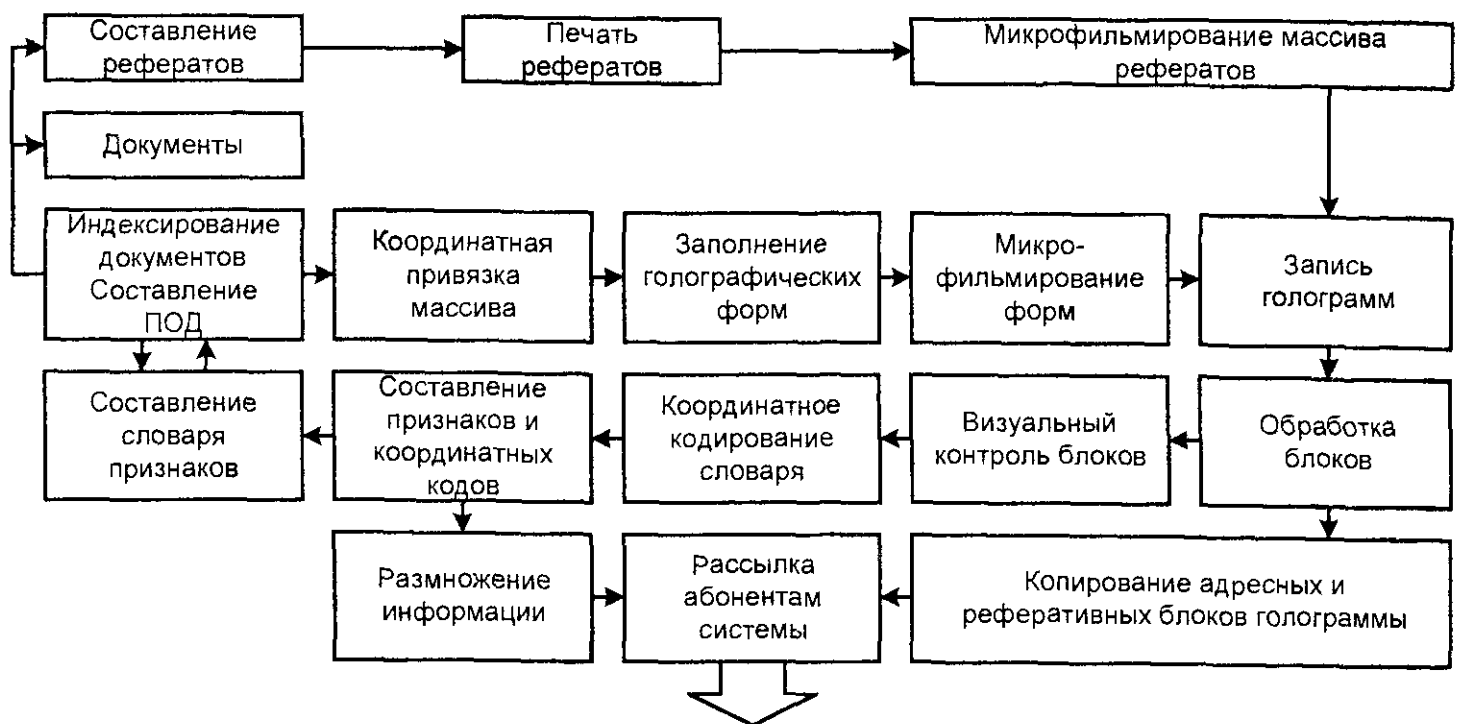 Составление
рефератов
Печать
рефератов
Микрофильмирование массива
рефератов
Документы
Индексирование
документов
Составление
ПОД
Координатная
привязка
массива
Заполнение
голографических
форм
Микро-
фильмирование
форм
Запись
голограмм
Составление
словаря
признаков
Составление
признаков и
координатных
кодов
Координатное
кодирование
словаря
Визуальный
контроль блоков
Обработка
блоков
Размножение
информации
Рассылка
абонентам
системы
Копирование адресных и
реферативных блоков голограммы